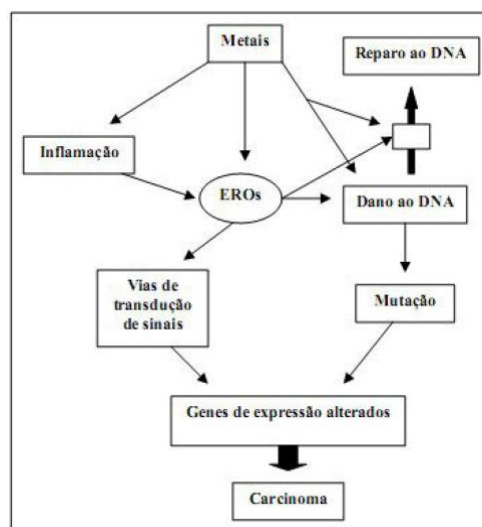 Metais
Reparo ao DNA
Inflamação
EROs
Dano ao DNA
Vias de
transdução
de sinais
Mutação
Genes de expressão alterados
Carcinoma